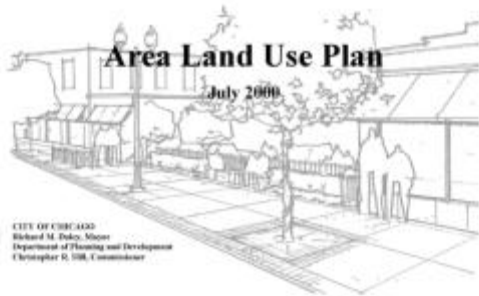 Area Land Use Plan
July 2000
CITY OF CHICAGO
Richard M. Daley, Mayor
Department of Planning and Development
Christopher R. Hill, Commissioner